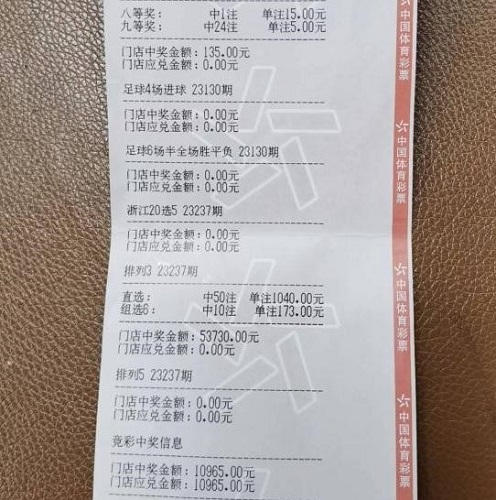 八等奖： 中1注 单注15.00元
九等奖： 中24注 单注5.00元
门店中奖金额：135.00元
门店应兑金额：0.00元
足球4场进球 23130期
门店中奖金额：0.00元
门店应兑金额：0.00元
足球6场半全场胜平负 23130期
门店中奖金额：0.00元
门店应兑金额：0.00元
浙江20选5 23237期
门店中奖金额：0.00元
门店应兑金额：0.00元
排列3 23237期
直选： 中50注 单注1040.00元
组选6： 中10注 单注173.00元
门店中奖金额：53730.00元
门店应兑金额：0.00元
排列5 23237期
门店中奖金额：0.00元
门店应兑金额：0.00元
竞彩中奖信息
门店中奖金额：10965.00元
门店应兑金额：10965.00元
中国体育彩票
中国体育彩票
中国体育彩票
中国体育彩票